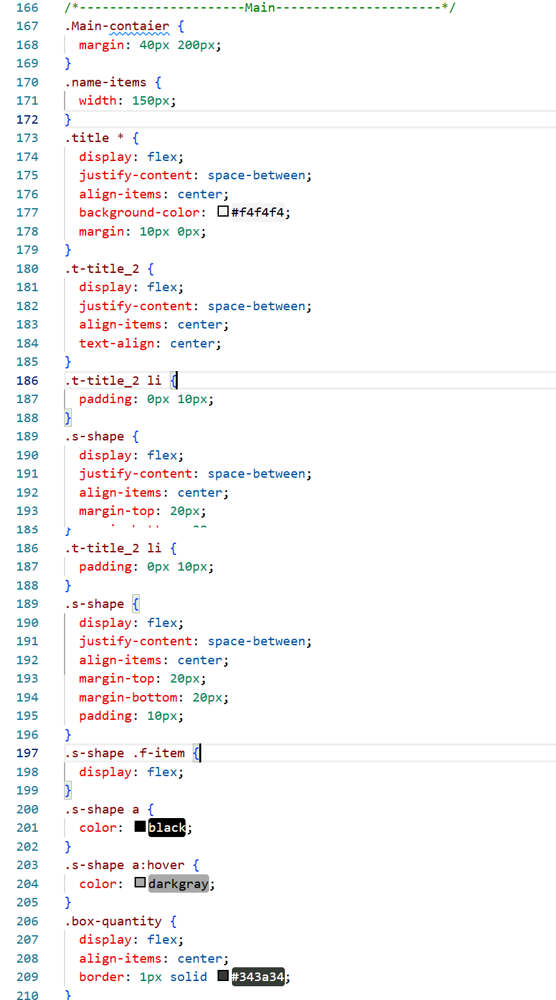 166 /*----------------------Main----------------------*/
167 .Main-contaier {
168 margin: 40px 200px;
169 }
170 .name-items {
171 width: 150px;
172 }
173 .title * {
174 display: flex;
175 justify-content: space-between;
176 align-items: center;
177 background-color: #f4f4f4;
178 margin: 10px 0px;
179 }
180 .t-title_2 {
181 display: flex;
182 justify-content: space-between;
183 align-items: center;
184 text-align: center;
185 }
186 .t-title_2 li {
187 padding: 0px 10px;
188 }
189 .s-shape {
190 display: flex;
191 justify-content: space-between;
192 align-items: center;
193 margin-top: 20px;
185 }
186 .t-title_2 li {
187 padding: 0px 10px;
188 }
189 .s-shape {
190 display: flex;
191 justify-content: space-between;
192 align-items: center;
193 margin-top: 20px;
194 margin-bottom: 20px;
195 padding: 10px;
196 }
197 .s-shape .f-item {
198 display: flex;
199 }
200 .s-shape a {
201 color: black;
202 }
203 .s-shape a:hover {
204 color: darkgray;
205 }
206 .box-quantity {
207 display: flex;
208 align-items: center;
209 border: 1px solid #343a34;
210 }